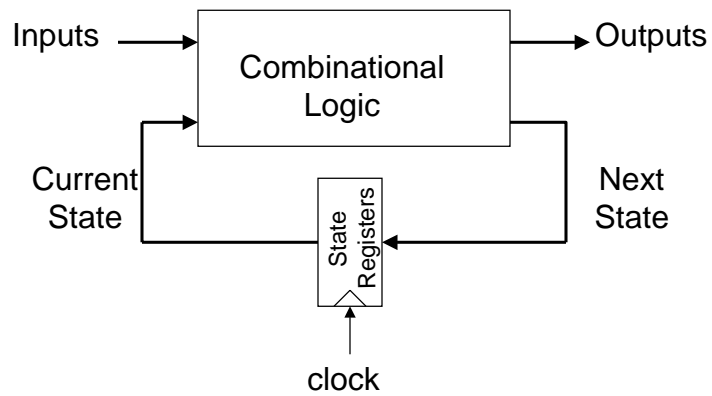 Inputs
Outputs
Combinational
Logic
Current
State
Next
State
State
Registers
clock